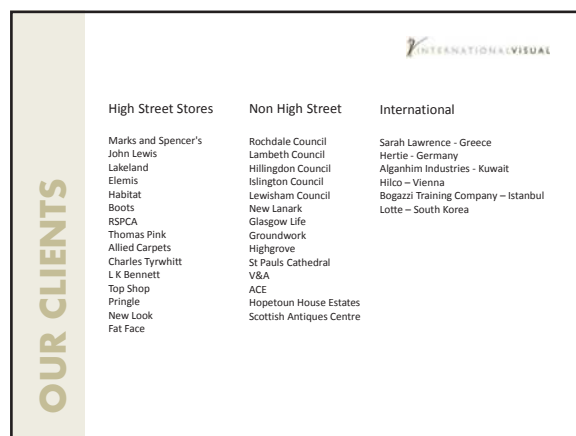 INTERNATIONALVISUAL
OUR CLIENTS
High Street Stores
Marks and Spencer's
John Lewis
Lakeland
Elemis
Habitat
Boots
RSPCA
Thomas Pink
Allied Carpets
Charles Tyrwhitt
L K Bennett
Top Shop
Pringle
New Look
Fat Face
Non High Street
Rochdale Council
Lambeth Council
Hillingdon Council
Islington Council
Lewisham Council
New Lanark
Glasgow Life
Groundwork
Highgrove
St Pauls Cathedral
V&A
ACE
Hopetoun House Estates
Scottish Antiques Centre
International
Sarah Lawrence - Greece
Hertie - Germany
Alganhim Industries - Kuwait
Hilco – Vienna
Bogazzi Training Company – Istanbul
Lotte – South Korea